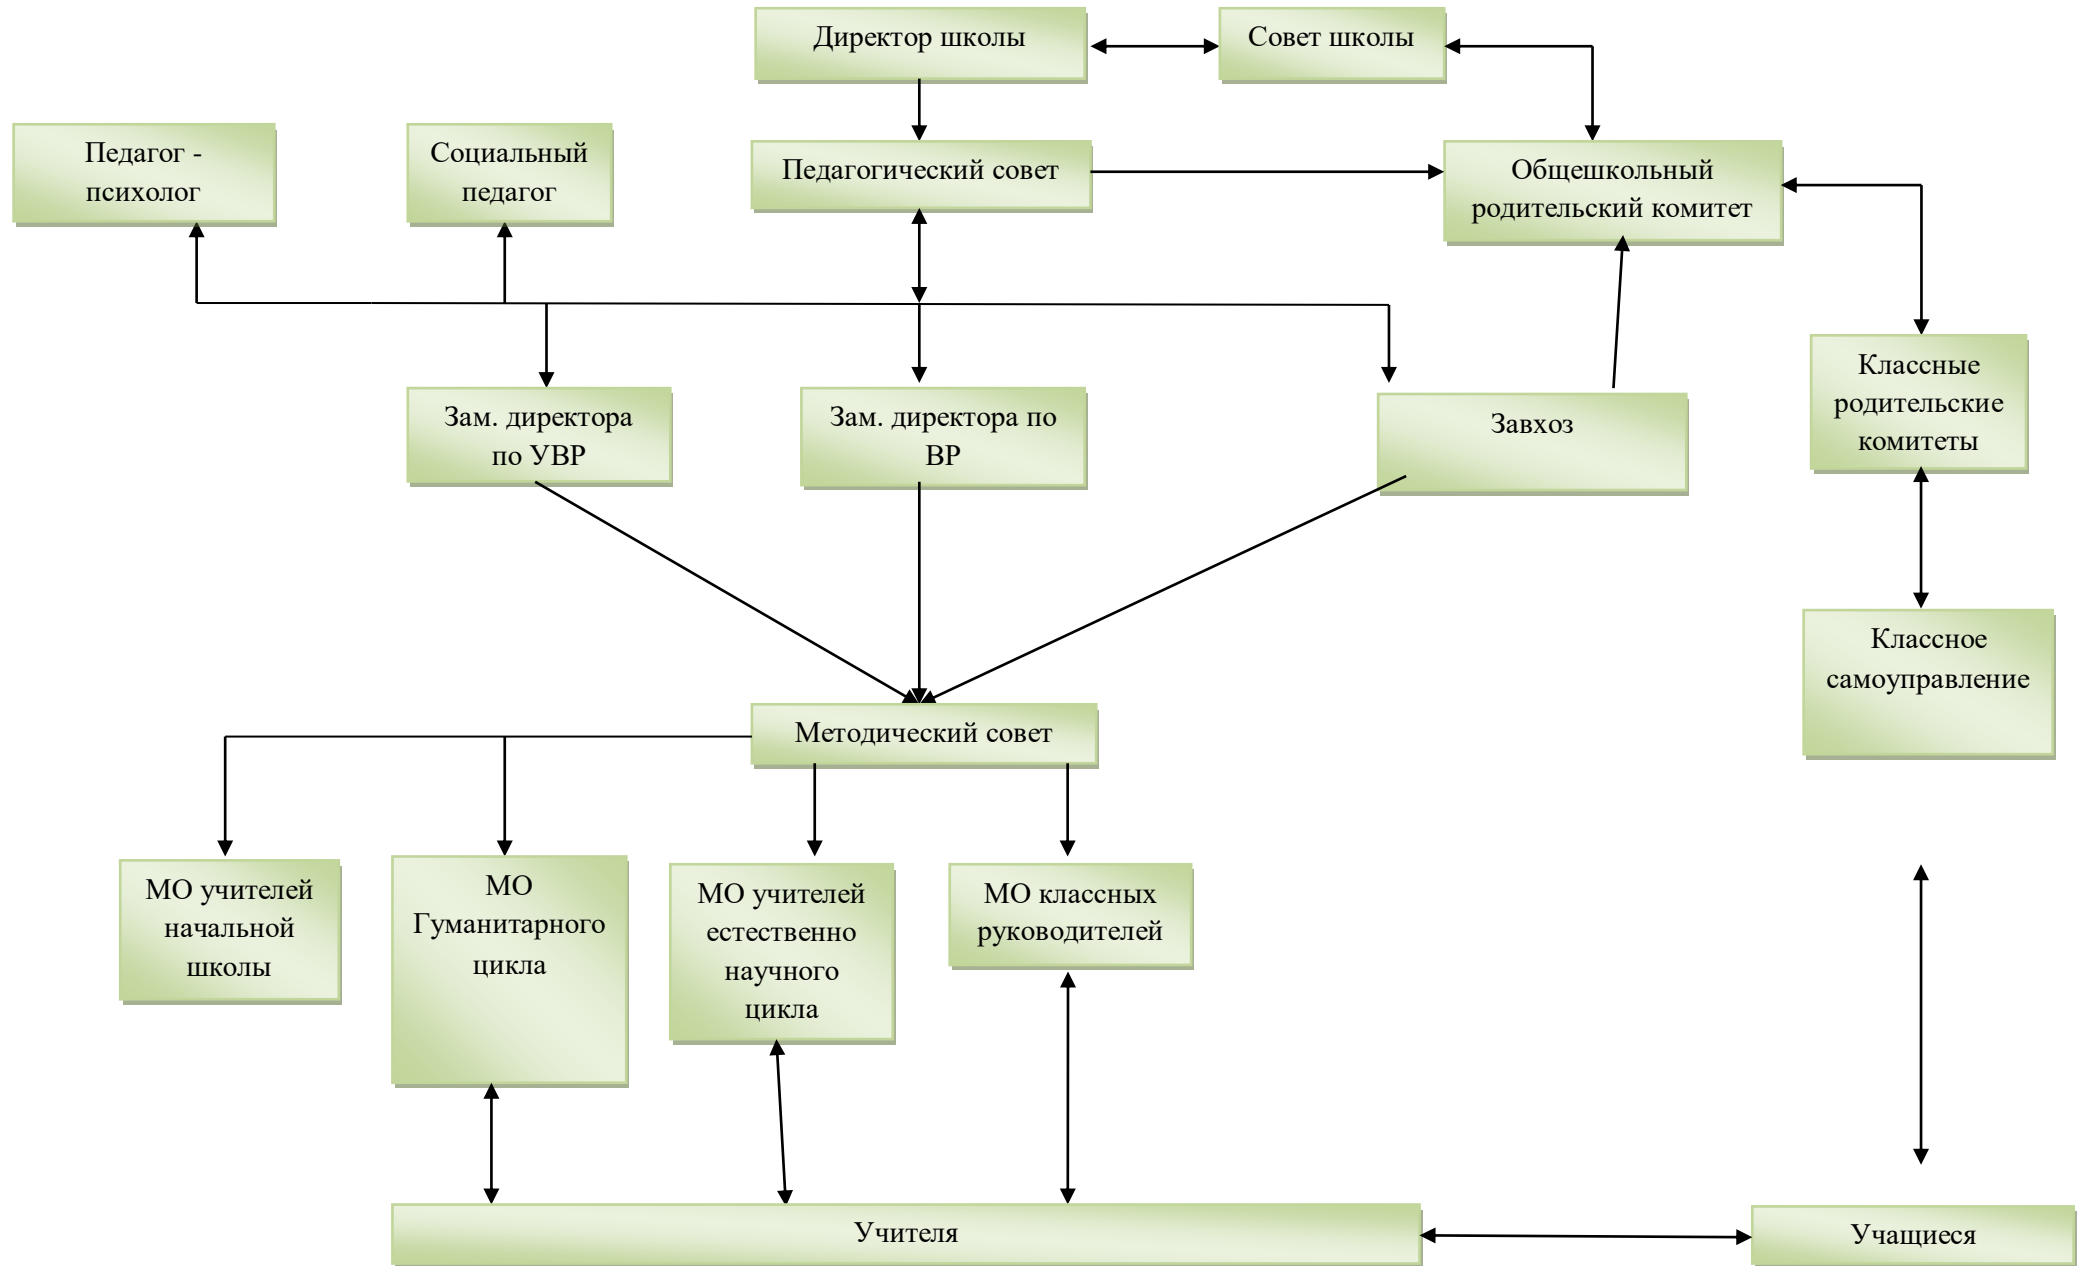 Директор школы
Совет школы
Педагог -
психолог
Социальный
педагог
Педагогический совет
Общешкольный
родительский комитет
Зам. директора
по УВР
Зам. директора по
ВР
Завхоз
Классные
родительские
комитеты
Классное
самоуправление
Методический совет
МО учителей
начальной
школы
МО
Гуманитарного
цикла
МО учителей
естественно
научного
цикла
МО классных
руководителей
Учителя
Учащиеся